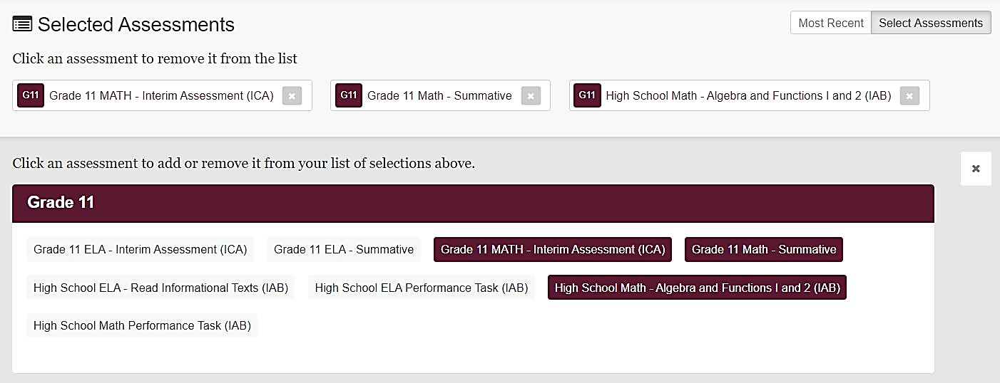 Selected Assessments
Most Recent Select Assessments
Click an assessment to remove it from the list
G11 Grade 11 MATH - Interim Assessment (ICA) × G11 Grade 11 Math - Summative × G11 High School Math - Algebra and Functions I and 2 (IAB) ×
Click an assessment to add or remove it from your list of selections above.
×
Grade 11
Grade 11 ELA - Interim Assessment (ICA) Grade 11 ELA - Summative Grade 11 MATH - Interim Assessment (ICA) Grade 11 Math - Summative
High School ELA - Read Informational Texts (IAB) High School ELA Performance Task (IAB) High School Math - Algebra and Functions I and 2 (IAB)
High School Math Performance Task (IAB)